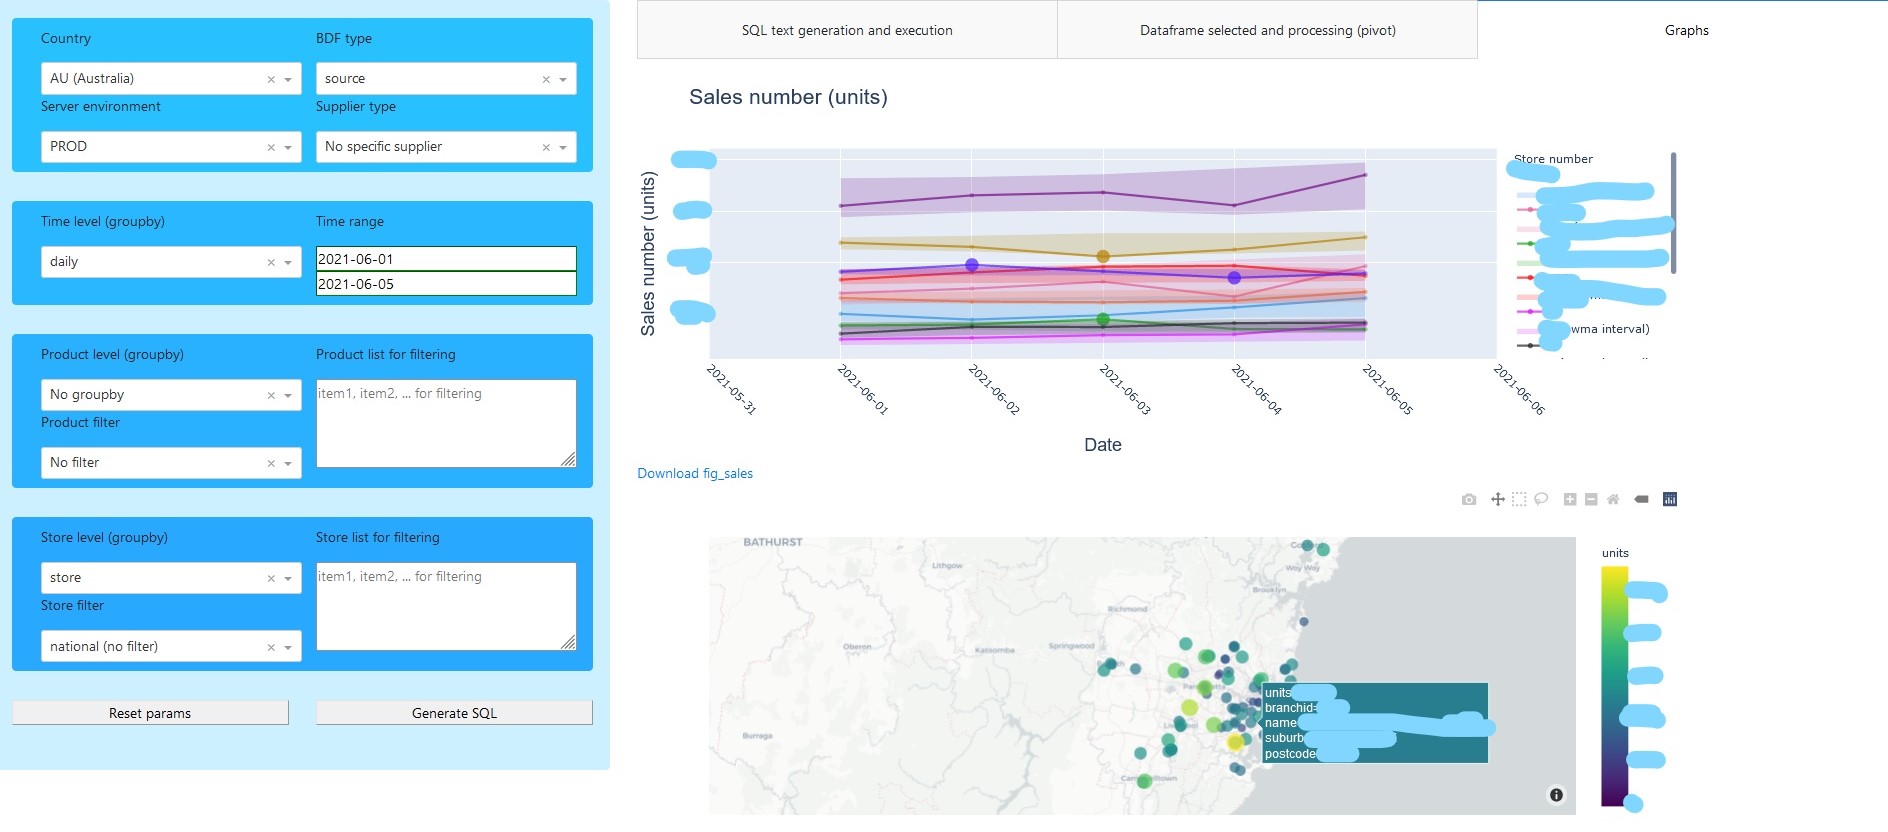 Country
BDF type
AU (Australia)
source
Server environment
Supplier type
PROD
No specific supplier
Time level (groupby)
Time range
daily
2021-06-01
2021-06-05
Product level (groupby)
Product list for filtering
No groupby
item1, item2, ... for filtering
Product filter
No filter
Store level (groupby)
Store list for filtering
store
item1, item2, ... for filtering
Store filter
national (no filter)
Reset params
Generate SQL
SQL text generation and execution
Dataframe selected and processing (pivot)
Graphs
Sales number (units)
Sales number (units)
Store number
wma interval)
2021-05-31
2021-06-01
2021-06-02
2021-06-03
2021-06-04
2021-06-05
2021-06-06
Date
Download fig_sales
BATHURST
Lithgow
Woy Woy
Brooklyn
Richmond
Oberon
Katoomba
Springwood
Burraga
units
branchid=
name
suburb
postcode
units